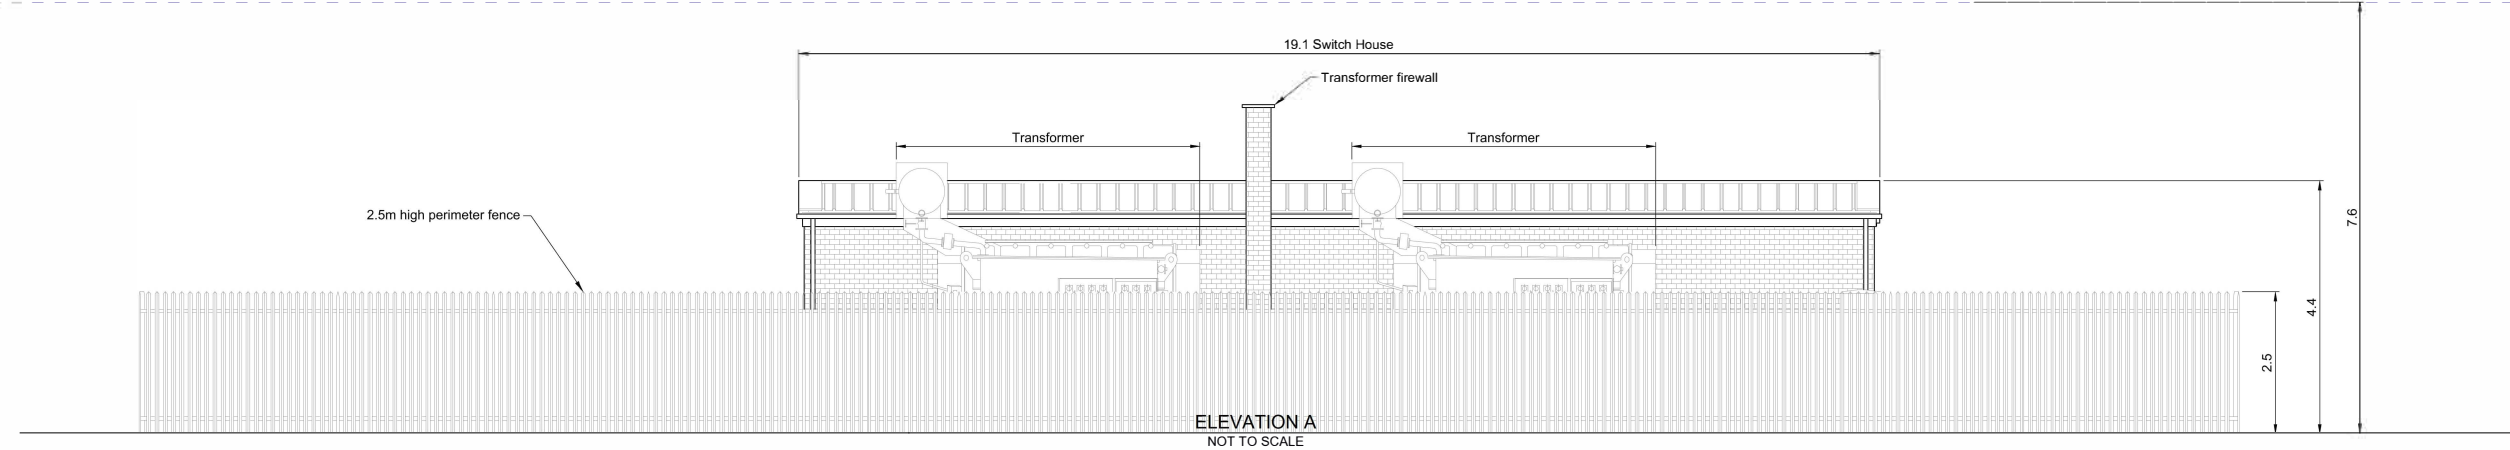 19.1 Switch House
Transformer firewall
Transformer
Transformer
2.5m high perimeter fence
7.6
4.4
2.5
ELEVATION A
NOT TO SCALE